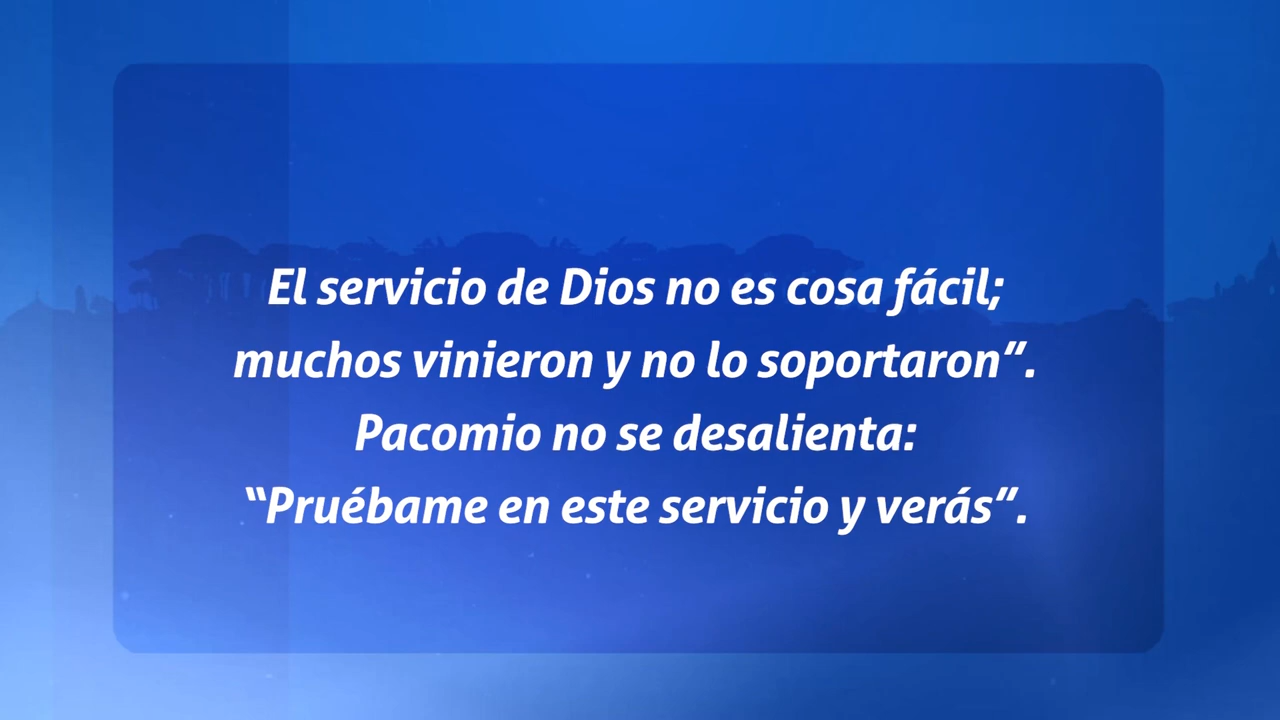 El servicio de Dios no es cosa fácil;
muchos vinieron y no lo soportaron”.
Pacomio no se desalienta:
“Pruébame en este servicio y verás”.